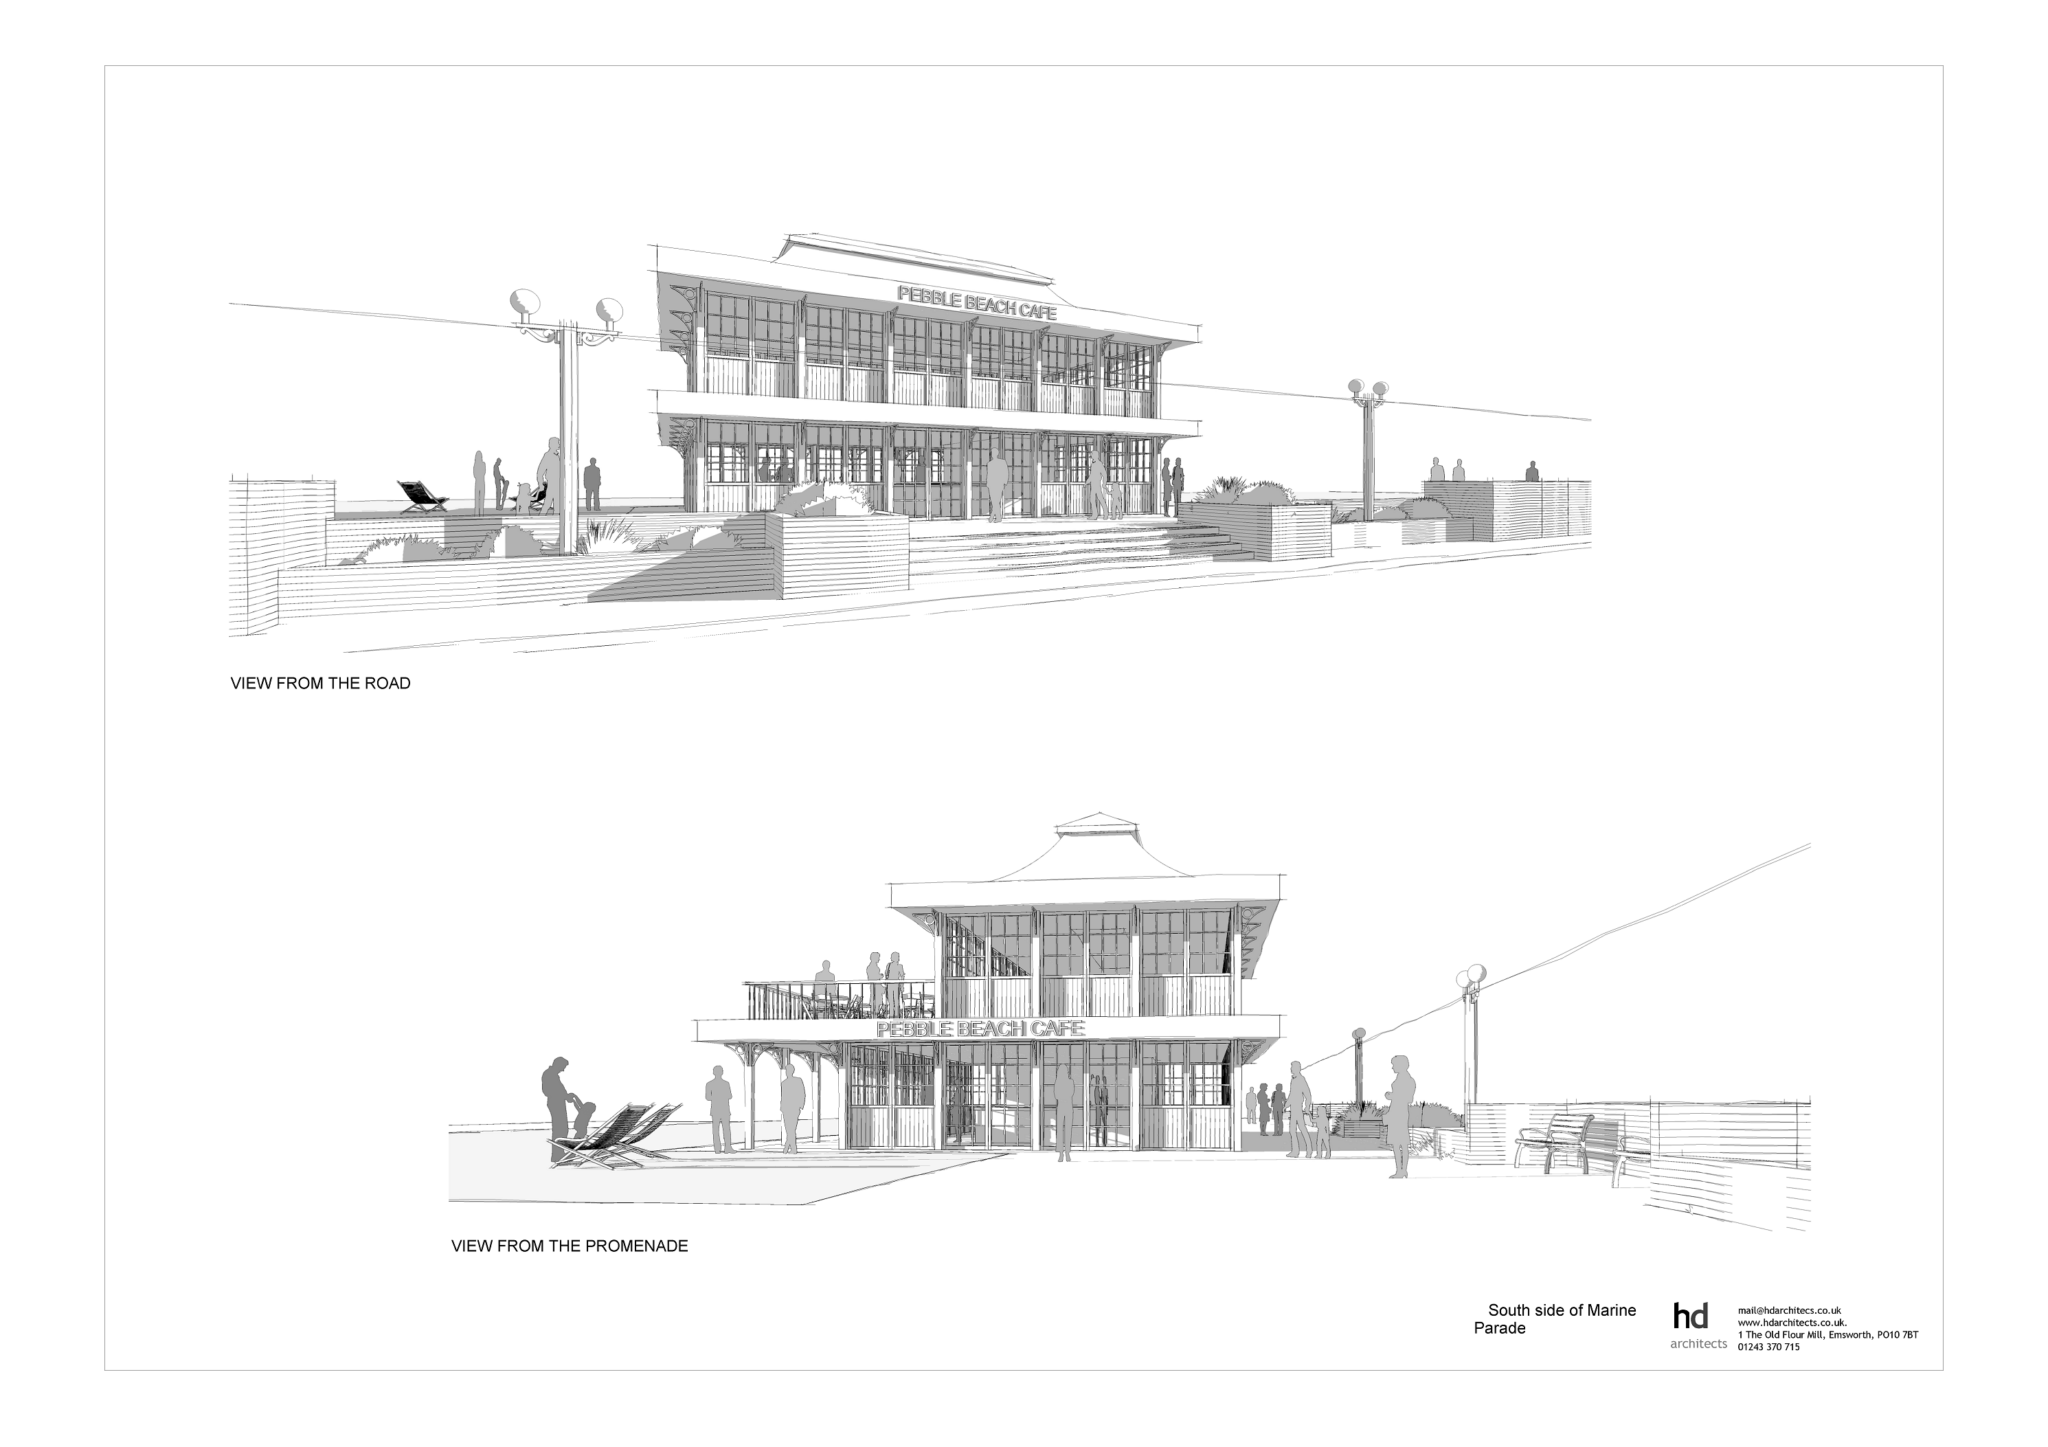 PEBBLE BEACH CAFE
VIEW FROM THE ROAD
PEBBLE BEACH CAFE
VIEW FROM THE PROMENADE
South side of Marine
Parade
hd
architects
mail@hdarchitecs.co.uk
www.hdarchitects.co.uk.
1 The Old Flour Mill, Emsworth, PO10 7BT
01243 370 715